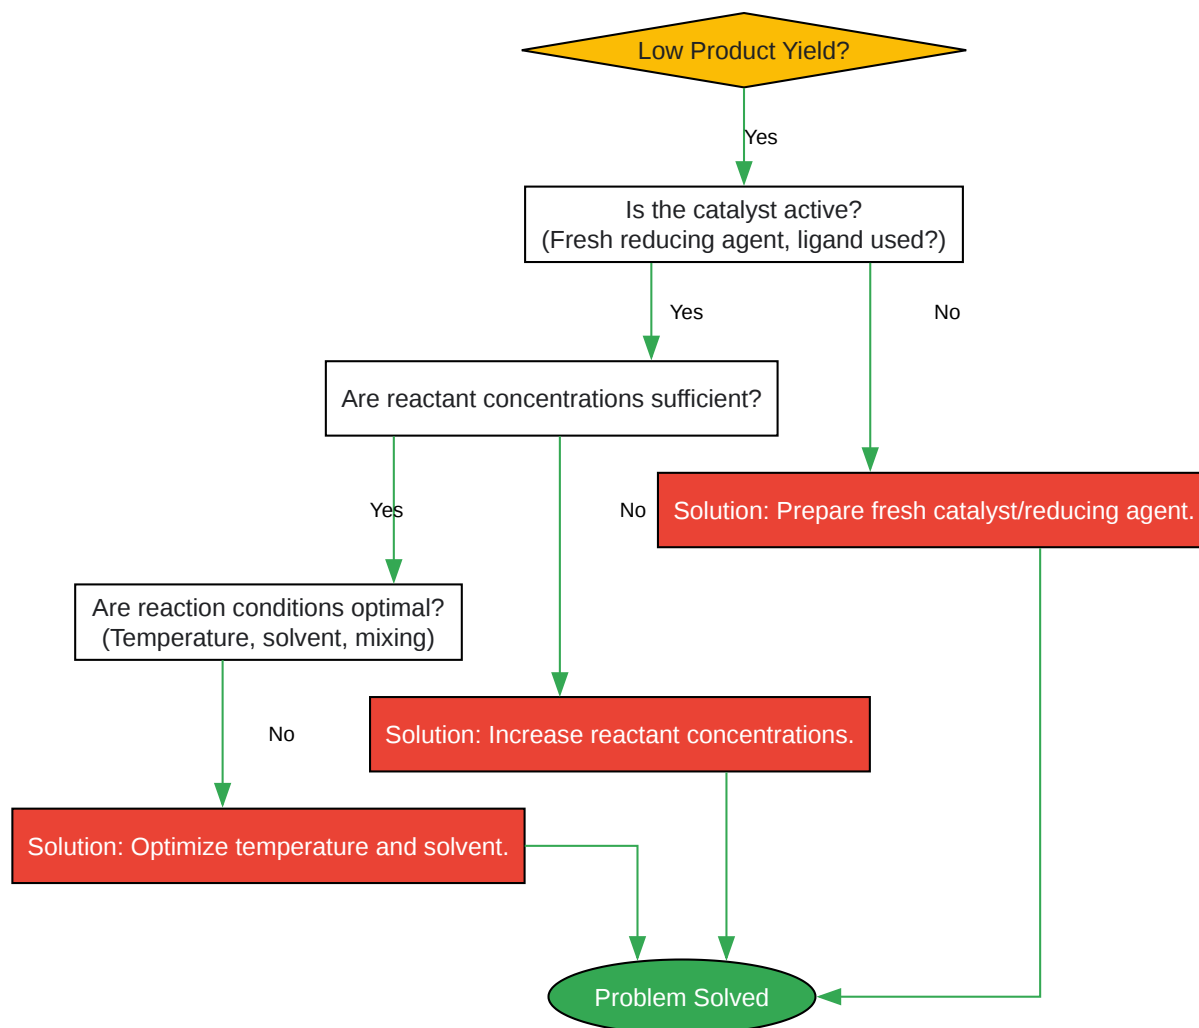 Low Product Yield?
Yes
Is the catalyst active?
(Fresh reducing agent, ligand used?)
Yes
No
Are reactant concentrations sufficient?
Yes
No
Solution: Prepare fresh catalyst/reducing agent.
Are reaction conditions optimal?
(Temperature, solvent, mixing)
No
Solution: Increase reactant concentrations.
Solution: Optimize temperature and solvent.
Problem Solved